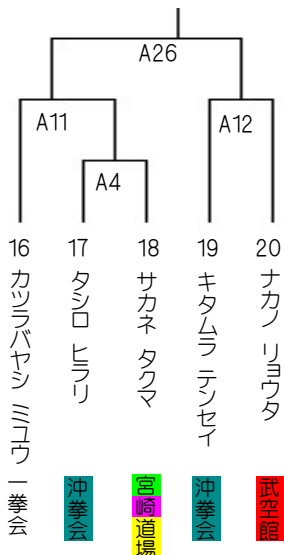 A26
A11
A12
A4
16
17
18
19
20
カツラバヤシ ミユウ 一拳会
タシロ ヒラリ
沖拳会
サカネ タクマ
宮崎道場
キタムラ テンセイ
沖拳会
ナカノ リョウタ
武空館